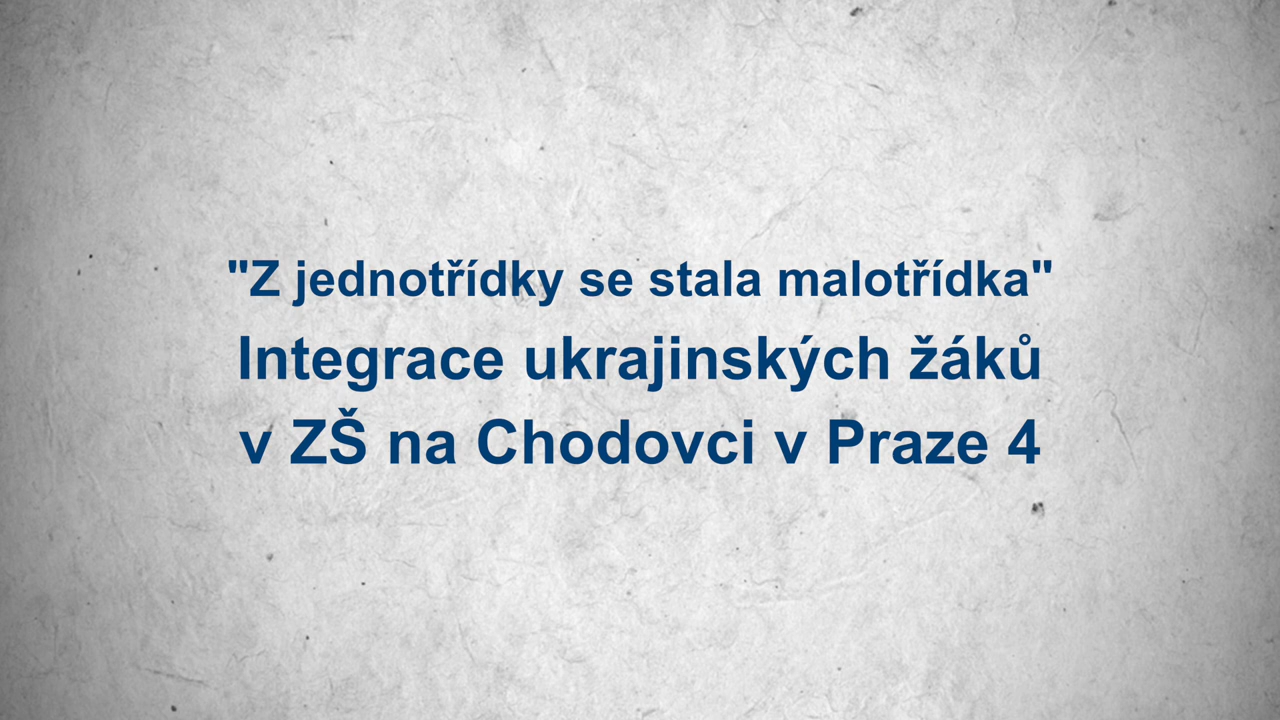 "Z jednotřídky se stala malotřídka"
Integrace ukrajinských žáků
v ZŠ na Chodovci v Praze 4